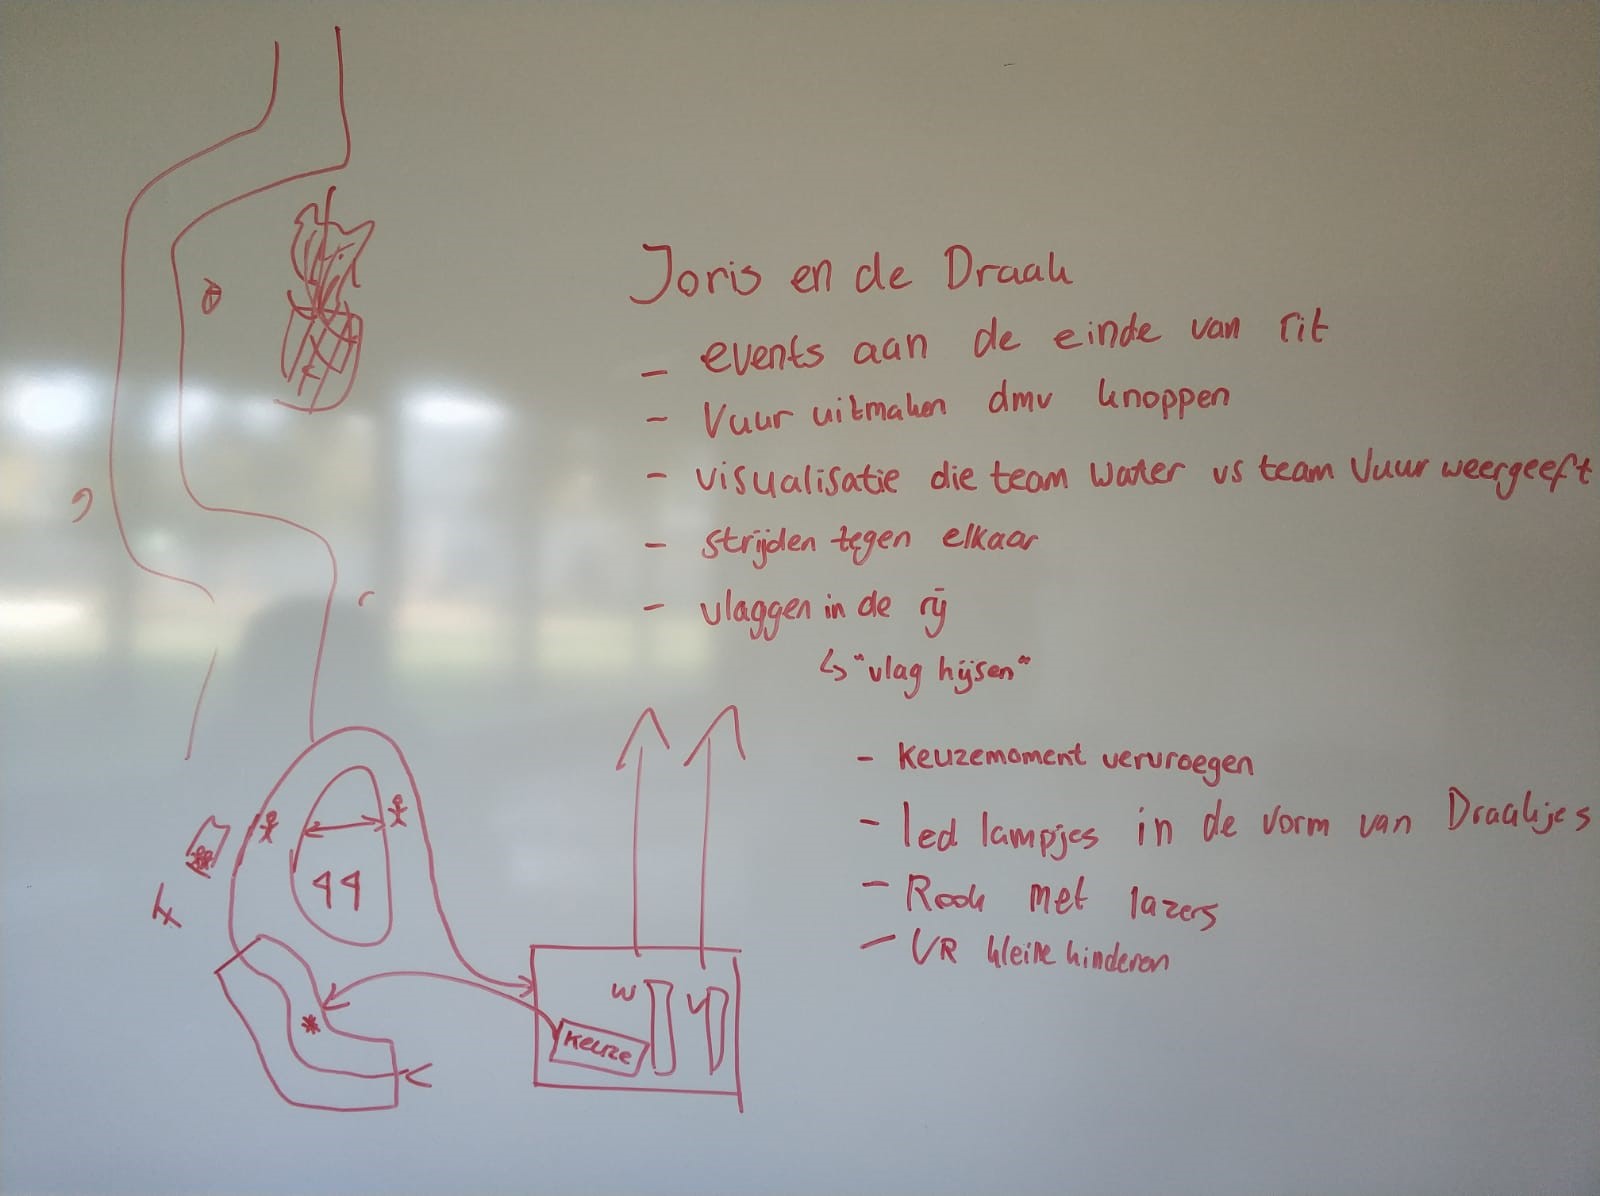 Joris en de Draak
- events aan de einde van rit
- Vuur uitmaken dmv knoppen
- visualisatie die team water vs team Vuur weergeeft
- strijden tegen elkaar
- vlaggen in de rij
↳ "vlag hijsen"
- Keuzemoment vervroegen
- led lampjes in de vorm van Draakjes
- Rook met lazers
- VR kleine kinderen
W V
Keuze